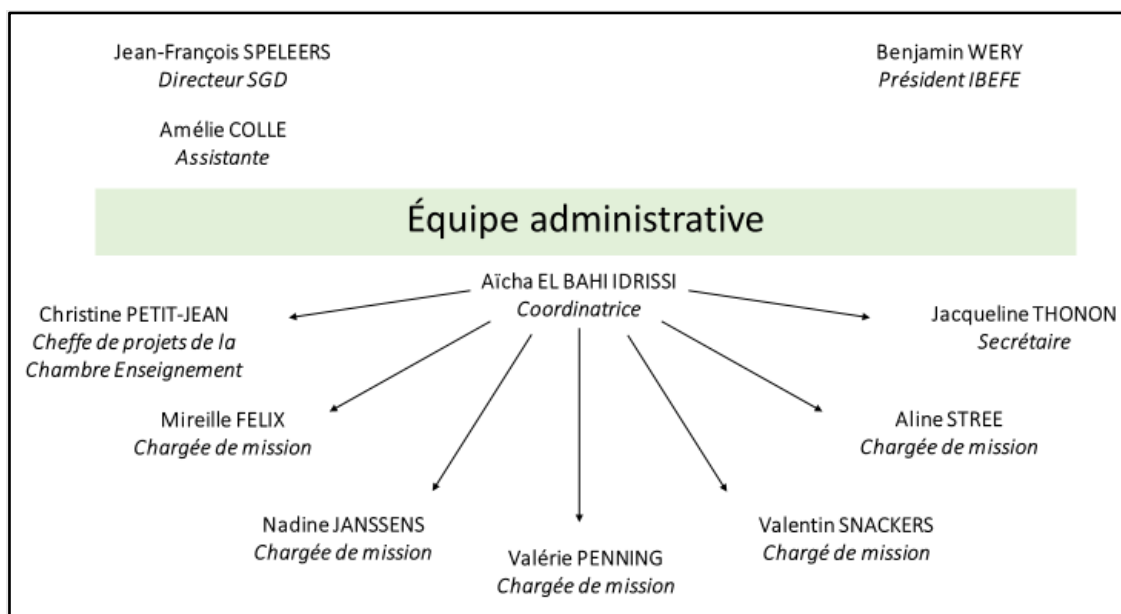 Jean-François SPELEERS
Directeur SGD
Benjamin WERY
Président IBEFE
Amélie COLLE
Assistante
Équipe administrative
Aïcha EL BAHI IDRISSI
Coordinatrice
Christine PETIT-JEAN
Cheffe de projets de la
Chambre Enseignement
Jacqueline THONON
Secrétaire
Mireille FELIX
Chargée de mission
Aline STREE
Chargée de mission
Nadine JANSSENS
Chargée de mission
Valérie PENNING
Chargée de mission
Valentin SNACKERS
Chargé de mission